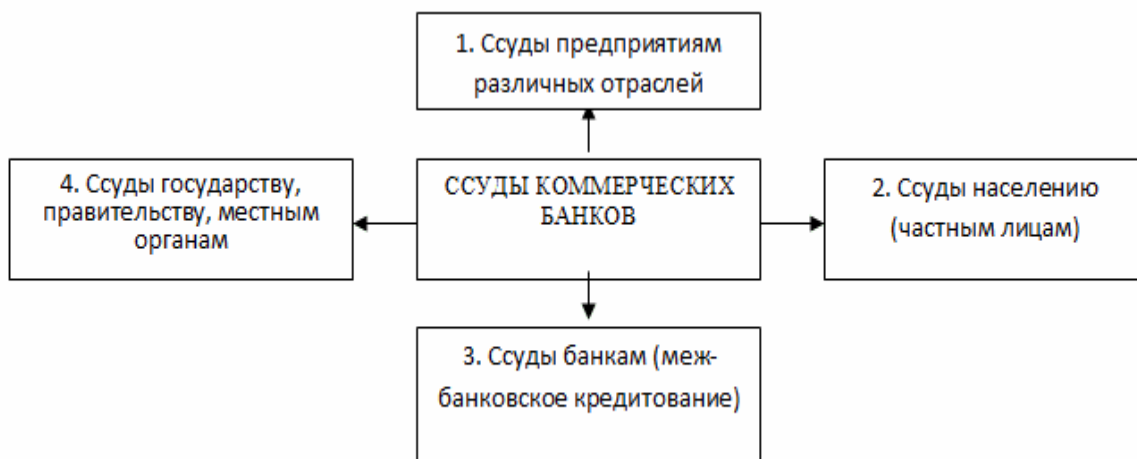 1. Ссуды предприятиям
различных отраслей
4. Ссуды государству,
правительству, местным
органам
ССУДЫ КОММЕРЧЕСКИХ
БАНКОВ
2. Ссуды населению
(частным лицам)
3. Ссуды банкам (меж-
банковское кредитование)